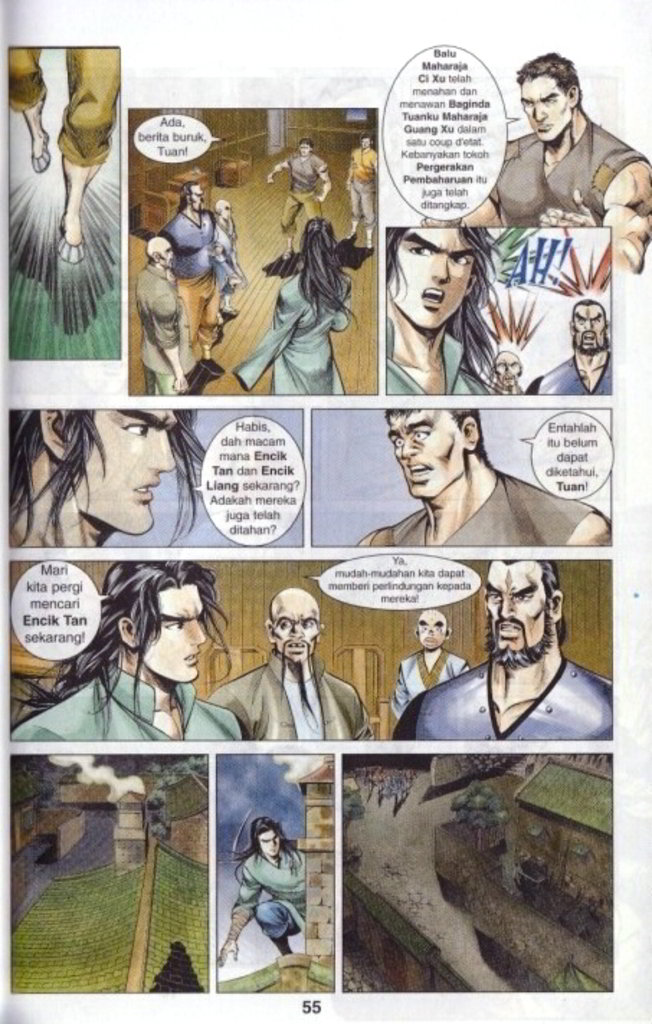 Ada,
berita buruk,
Tuan!
Balu
Maharaja
Ci Xu telah
menahan dan
menawan Baginda
Tuanku Maharaja
Guang Xu dalam
satu coup d'etat.
Kebanyakan tokoh
Pergerakan
Pembaharuan itu
juga telah
ditangkap.
AH!
Habis,
dah macam
mana Encik
Tan dan Encik
Liang sekarang?
Adakah mereka
juga telah
ditahan?
Entahlah
itu belum
dapat
diketahui,
Tuan!
Mari
kita pergi
mencari
Encik Tan
sekarang!
Ya,
mudah-mudahan kita dapat
memberi perlindungan kepada
mereka!
55